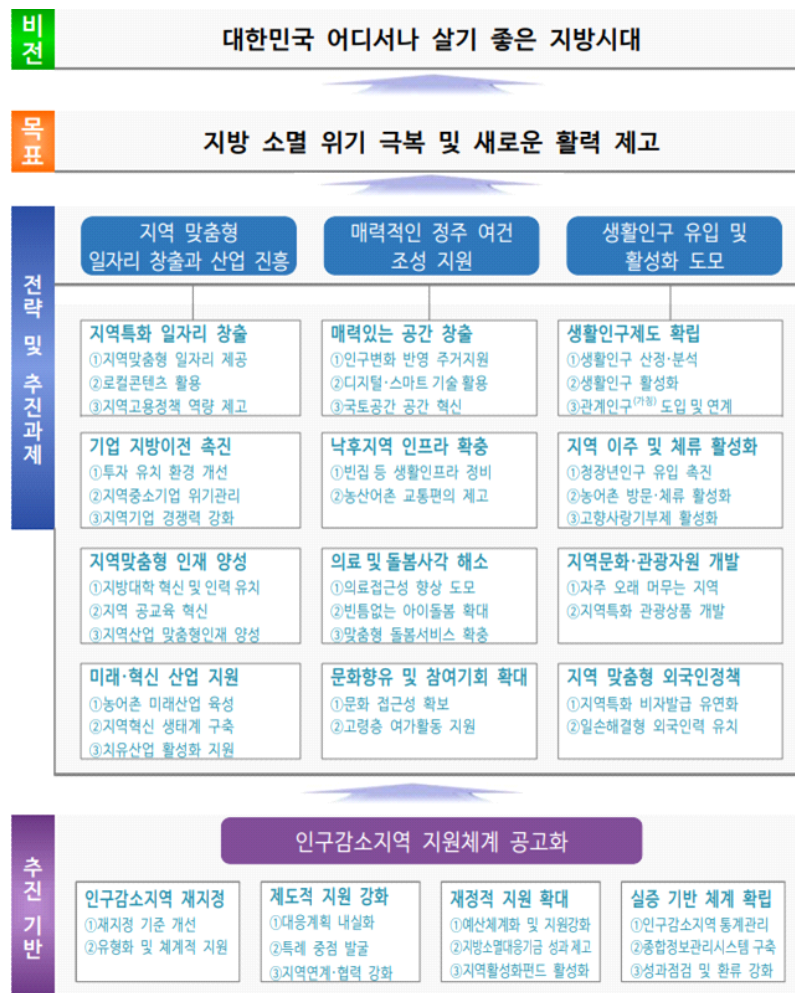 비전
대한민국 어디서나 살기 좋은 지방시대
목표
지방 소멸 위기 극복 및 새로운 활력 제고
전략 및 추진과제
지역 맞춤형
일자리 창출과 산업 진흥
매력적인 정주 여건
조성 지원
생활인구 유입 및
활성화 도모
지역특화 일자리 창출
①지역맞춤형 일자리 제공
②로컬콘텐츠 활용
③지역고용정책 역량 제고
매력있는 공간 창출
①인구변화 반영 주거지원
②디지털·스마트 기술 활용
③국토공간 공간 혁신
생활인구제도 확립
①생활인구 산정·분석
②생활인구 활성화
③관계인구(가칭) 도입 및 연계
기업 지방이전 촉진
①투자 유치 환경 개선
②지역중소기업 위기관리
③지역기업 경쟁력 강화
낙후지역 인프라 확충
①빈집 등 생활인프라 정비
②농산어촌 교통편의 제고
지역 이주 및 체류 활성화
①청장년인구 유입 촉진
②농어촌 방문·체류 활성화
③고향사랑기부제 활성화
지역맞춤형 인재 양성
①지방대학 혁신 및 인력 유치
②지역 공교육 혁신
③지역산업 맞춤형인재 양성
의료 및 돌봄사각 해소
①의료접근성 향상 도모
②빈틈없는 아이돌봄 확대
③맞춤형 돌봄서비스 확충
지역문화·관광자원 개발
①자주 오래 머무는 지역
②지역특화 관광상품 개발
미래·혁신 산업 지원
①농어촌 미래산업 육성
②지역혁신 생태계 구축
③치유산업 활성화 지원
문화향유 및 참여기회 확대
①문화 접근성 확보
②고령층 여가활동 지원
지역 맞춤형 외국인정책
①지역특화 비자발급 유연화
②일손해결형 외국인력 유치
추진 기반
인구감소지역 지원체계 공고화
인구감소지역 재지정
①재지정 기준 개선
②유형화 및 체계적 지원
제도적 지원 강화
①대응계획 내실화
②특례 중점 발굴
③지역연계·협력 강화
재정적 지원 확대
①예산체계화 및 지원강화
②지방소멸대응기금 성과 제고
③지역활성화펀드 활성화
실증 기반 체계 확립
①인구감소지역 통계관리
②종합정보관리시스템 구축
③성과점검 및 환류 강화